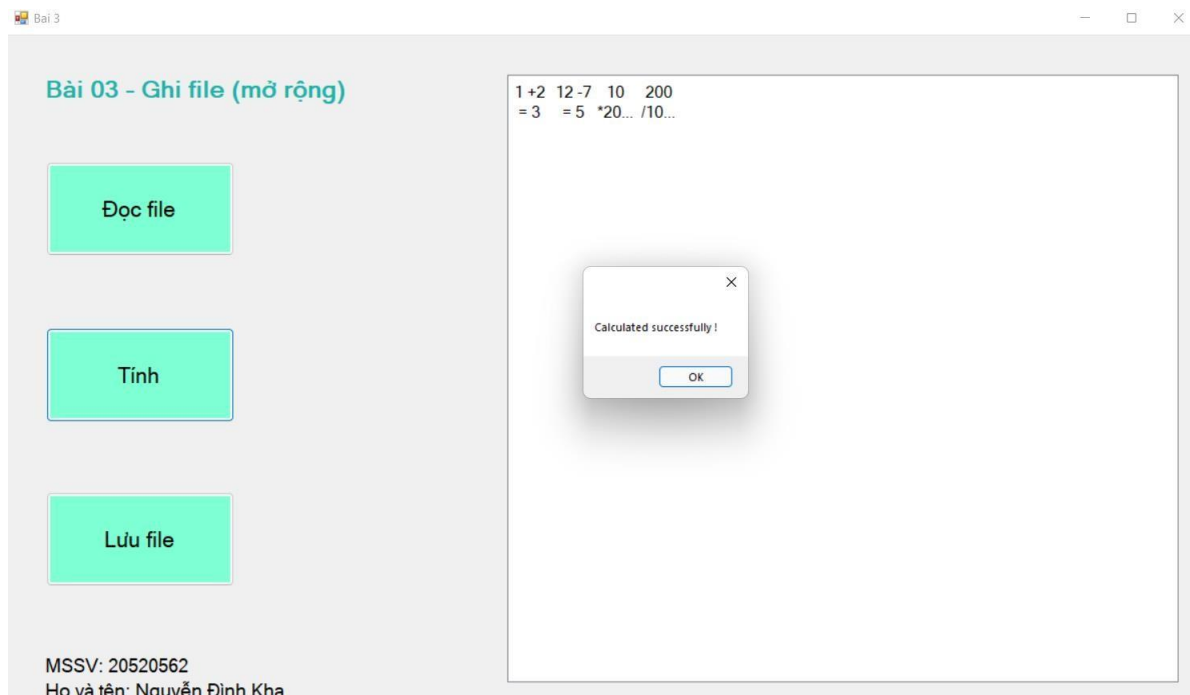 Bai 3
Bài 03 - Ghi file (mở rộng)
1 +2 12 -7 10 200
= 3 = 5 *20... /10...
Đọc file
Calculated successfully !
OK
Tính
Lưu file
MSSV: 20520562
Họ và tên: Nguyễn Đình Kha